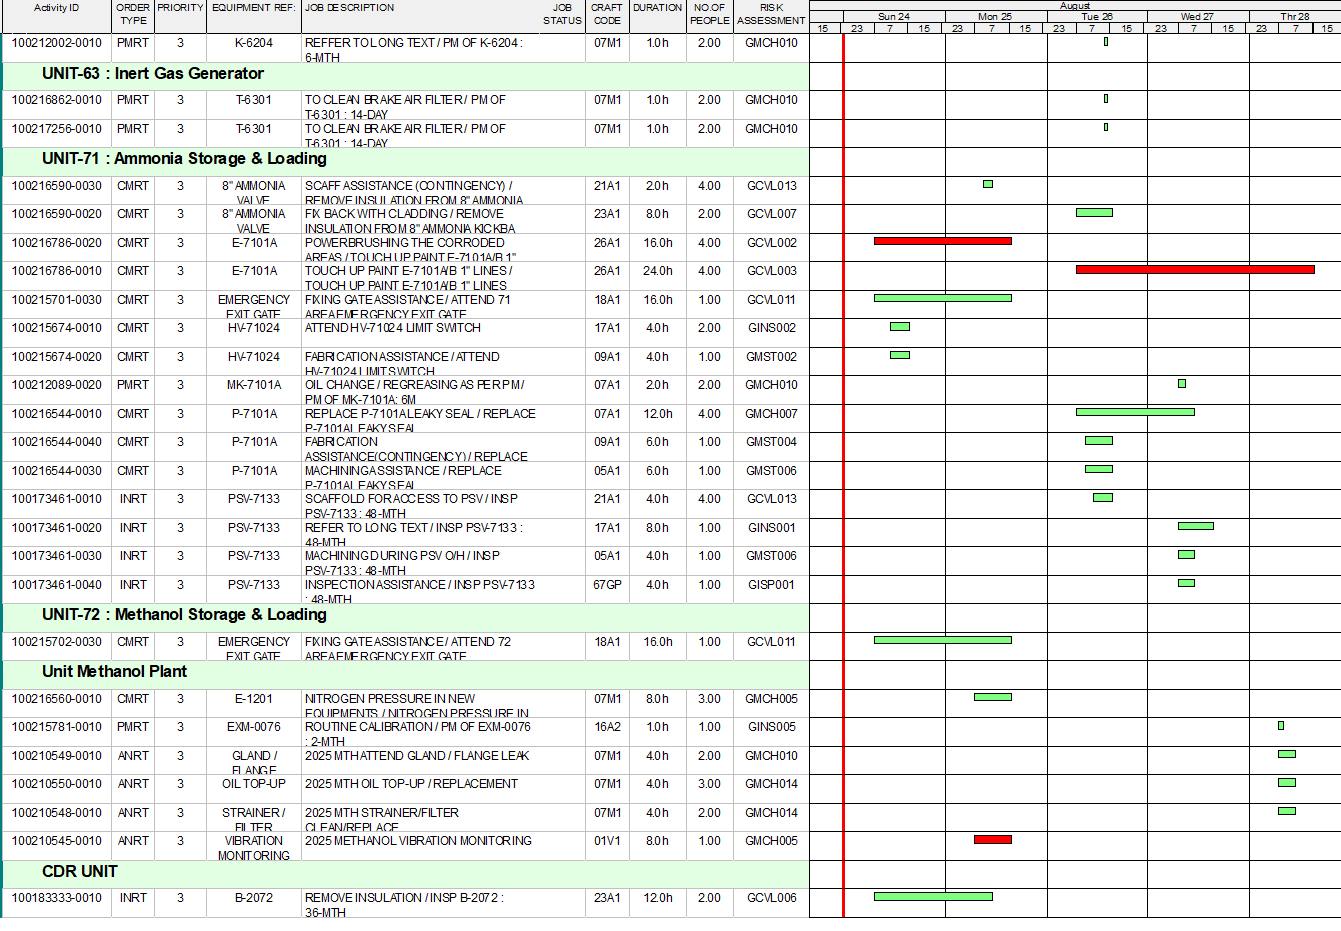 Activity ID ORDER TYPE PRIORITY EQUIPMENT REF: JOB DESCRIPTION JOB STATUS CRAFT CODE DURATION NO.OF PEOPLE RISK ASSESSMENT
August
Sun 24 Mon 25 Tue 26 Wed 27 Thr 28
15 23 7 15 23 7 15 23 7 15 23 7 15 23 7 15
100212002-0010 PMRT 3 K-6204 REFFER TO LONG TEXT / PM OF K-6204 : 07M1 1.0h 2.00 GMCH010
6-MTH
UNIT-63 : Inert Gas Generator
100216862-0010 PMRT 3 T-6301 TO CLEAN BRAKE AIR FILTER / PM OF 07M1 1.0h 2.00 GMCH010
T-6301 : 14-DAY
100217256-0010 PMRT 3 T-6301 TO CLEAN BRAKE AIR FILTER / PM OF 07M1 1.0h 2.00 GMCH010
T-6301 : 14-DAY
UNIT-71 : Ammonia Storage & Loading
100216590-0030 CMRT 3 8" AMMONIA SCAFF ASSISTANCE (CONTINGENCY) / 21A1 2.0h 4.00 GCVL013
VALVE REMOVE INSULATION FROM 8" AMMONIA
100216590-0020 CMRT 3 8" AMMONIA FIX BACK WITH CLADDING / REMOVE 23A1 8.0h 2.00 GCVL007
VALVE INSULATION FROM 8" AMMONIA KICKBA
100216786-0020 CMRT 3 E-7101A POWERBRUSHING THE CORRODED 26A1 16.0h 4.00 GCVL002
AREAS / TOUCH UP PAINT E-7101A/B 1"
100216786-0010 CMRT 3 E-7101A TOUCH UP PAINT E-7101A/B 1" LINES / 26A1 24.0h 4.00 GCVL003
TOUCH UP PAINT E-7101A/B 1" LINES
100215701-0030 CMRT 3 EMERGENCY FIXING GATE ASSISTANCE / ATTEND 71 18A1 16.0h 1.00 GCVL011
EXIT GATE AREA EMERGENCY EXIT GATE
100215674-0010 CMRT 3 HV-71024 ATTEND HV-71024 LIMIT SWITCH 17A1 4.0h 2.00 GINS002
100215674-0020 CMRT 3 HV-71024 FABRICATION ASSISTANCE / ATTEND 09A1 4.0h 1.00 GMST002
HV-71024 LIMIT SWITCH
100212089-0020 PMRT 3 MK-7101A OIL CHANGE / REGREASING AS PER PM / 07A1 2.0h 2.00 GMCH010
PM OF MK-7101A: 6M
100216544-0010 CMRT 3 P-7101A REPLACE P-7101A LEAKY SEAL / REPLACE 07A1 12.0h 4.00 GMCH007
P-7101A LEAKY SEAL
100216544-0040 CMRT 3 P-7101A FABRICATION 09A1 6.0h 1.00 GMST004
ASSISTANCE(CONTINGENCY) / REPLACE
100216544-0030 CMRT 3 P-7101A MACHINING ASSISTANCE / REPLACE 05A1 6.0h 1.00 GMST006
P-7101A LEAKY SEAL
100173461-0010 INRT 3 PSV-7133 SCAFFOLD FOR ACCESS TO PSV / INSP 21A1 4.0h 4.00 GCVL013
PSV-7133 : 48-MTH
100173461-0020 INRT 3 PSV-7133 REFER TO LONG TEXT / INSP PSV-7133 : 17A1 8.0h 1.00 GINS001
48-MTH
100173461-0030 INRT 3 PSV-7133 MACHINING DURING PSV O/H / INSP 05A1 4.0h 1.00 GMST006
PSV-7133 : 48-MTH
100173461-0040 INRT 3 PSV-7133 INSPECTION ASSISTANCE / INSP PSV-7133 67GP 4.0h 1.00 GISP001
: 48-MTH
UNIT-72 : Methanol Storage & Loading
100215702-0030 CMRT 3 EMERGENCY FIXING GATE ASSISTANCE / ATTEND 72 18A1 16.0h 1.00 GCVL011
EXIT GATE AREA EMERGENCY EXIT GATE
Unit Methanol Plant
100216560-0010 CMRT 3 E-1201 NITROGEN PRESSURE IN NEW 07M1 8.0h 3.00 GMCH005
EQUIPMENTS / NITROGEN PRESSURE IN
100215781-0010 PMRT 3 EXM-0076 ROUTINE CALIBRATION / PM OF EXM-0076 16A2 1.0h 1.00 GINS005
: 2-MTH
100210549-0010 ANRT 3 GLAND / 2025 MTH ATTEND GLAND / FLANGE LEAK 07M1 4.0h 2.00 GMCH010
FLANGE
100210550-0010 ANRT 3 OIL TOP-UP 2025 MTH OIL TOP-UP / REPLACEMENT 07M1 4.0h 3.00 GMCH014
100210548-0010 ANRT 3 STRAINER / 2025 MTH STRAINER/FILTER 07M1 4.0h 2.00 GMCH014
FILTER CLEAN/REPLACE
100210545-0010 ANRT 3 VIBRATION 2025 METHANOL VIBRATION MONITORING 01V1 8.0h 1.00 GMCH005
MONITORING
CDR UNIT
100183333-0010 INRT 3 B-2072 REMOVE INSULATION / INSP B-2072 : 23A1 12.0h 2.00 GCVL006
36-MTH